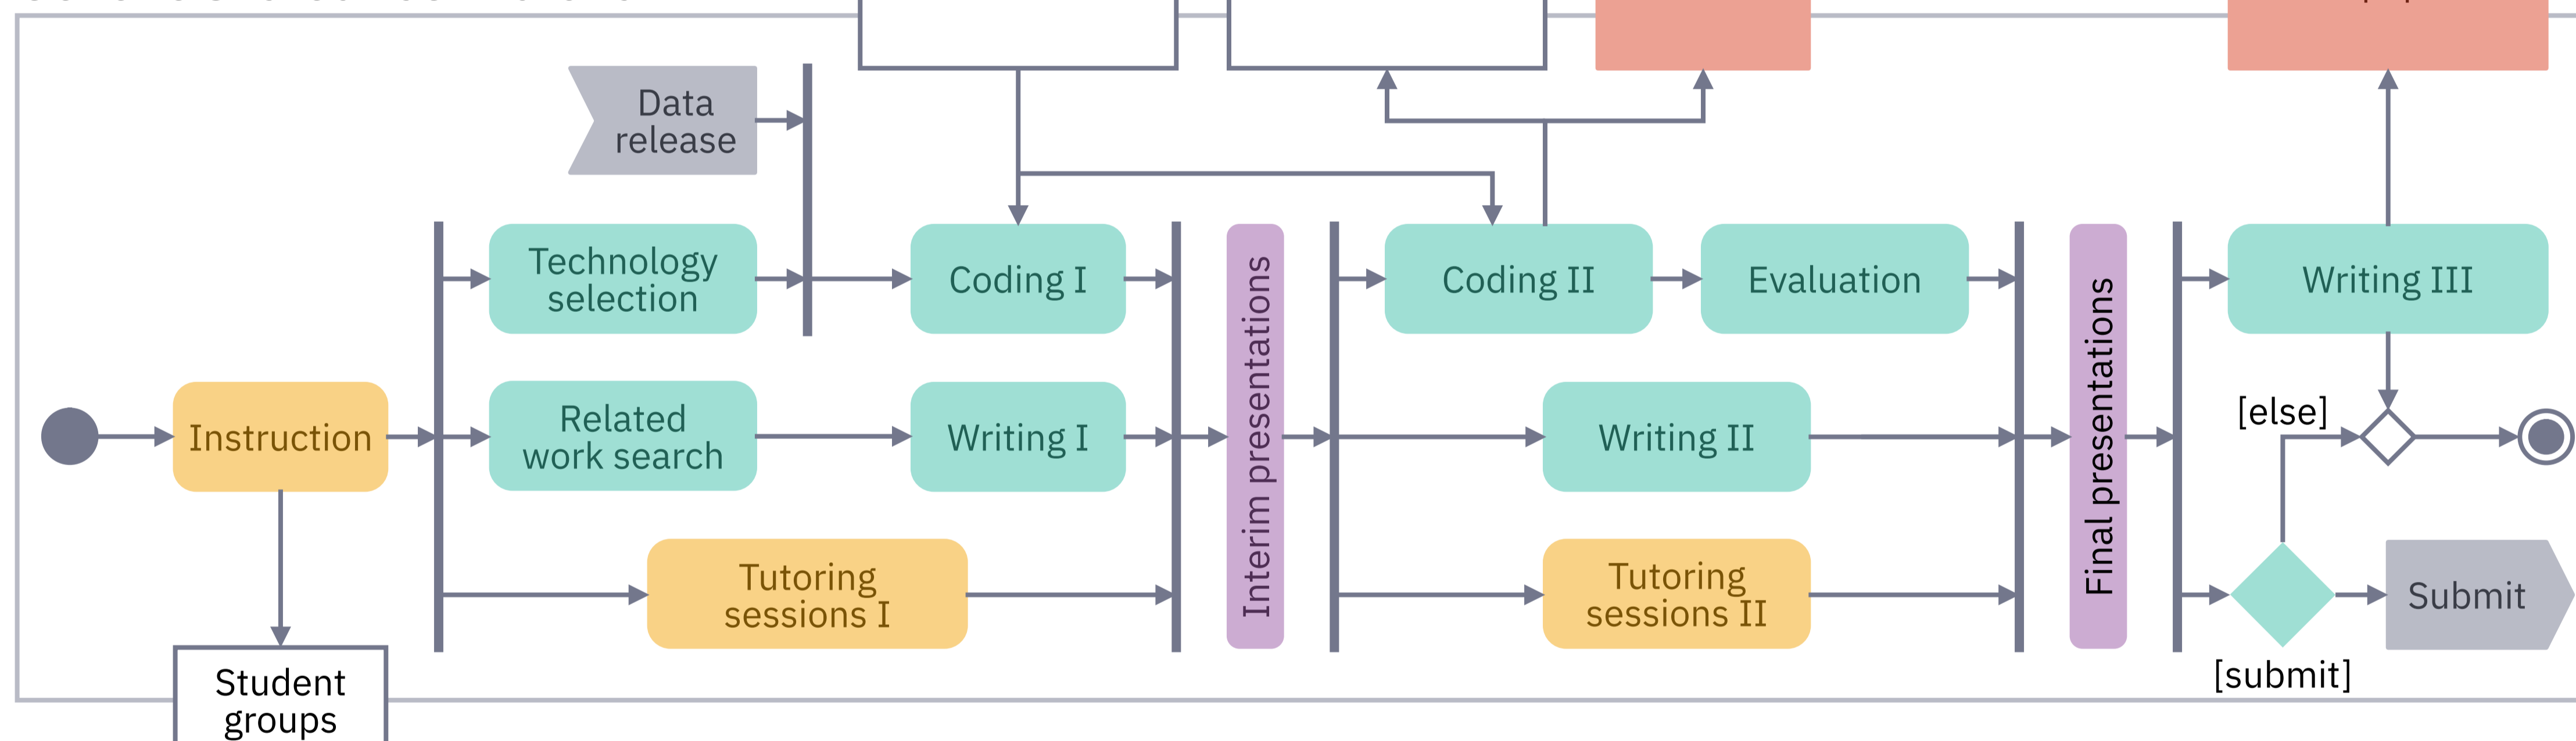 Data
release
Technology
selection
Coding I
Interim presentations
Coding II
Evaluation
Final presentations
Writing III
Instruction
Related
work search
Writing I
Writing II
[else]
Tutoring
sessions I
Tutoring
sessions II
Submit
[submit]
Student
groups